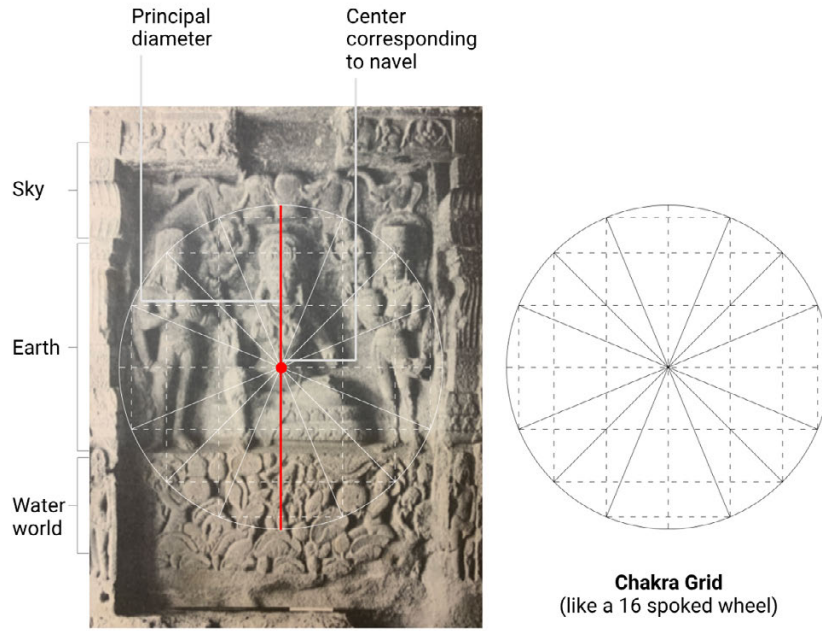 Principal
diameter
Center
corresponding
to navel
Sky
Earth
Water
world
Chakra Grid
(like a 16 spoked wheel)